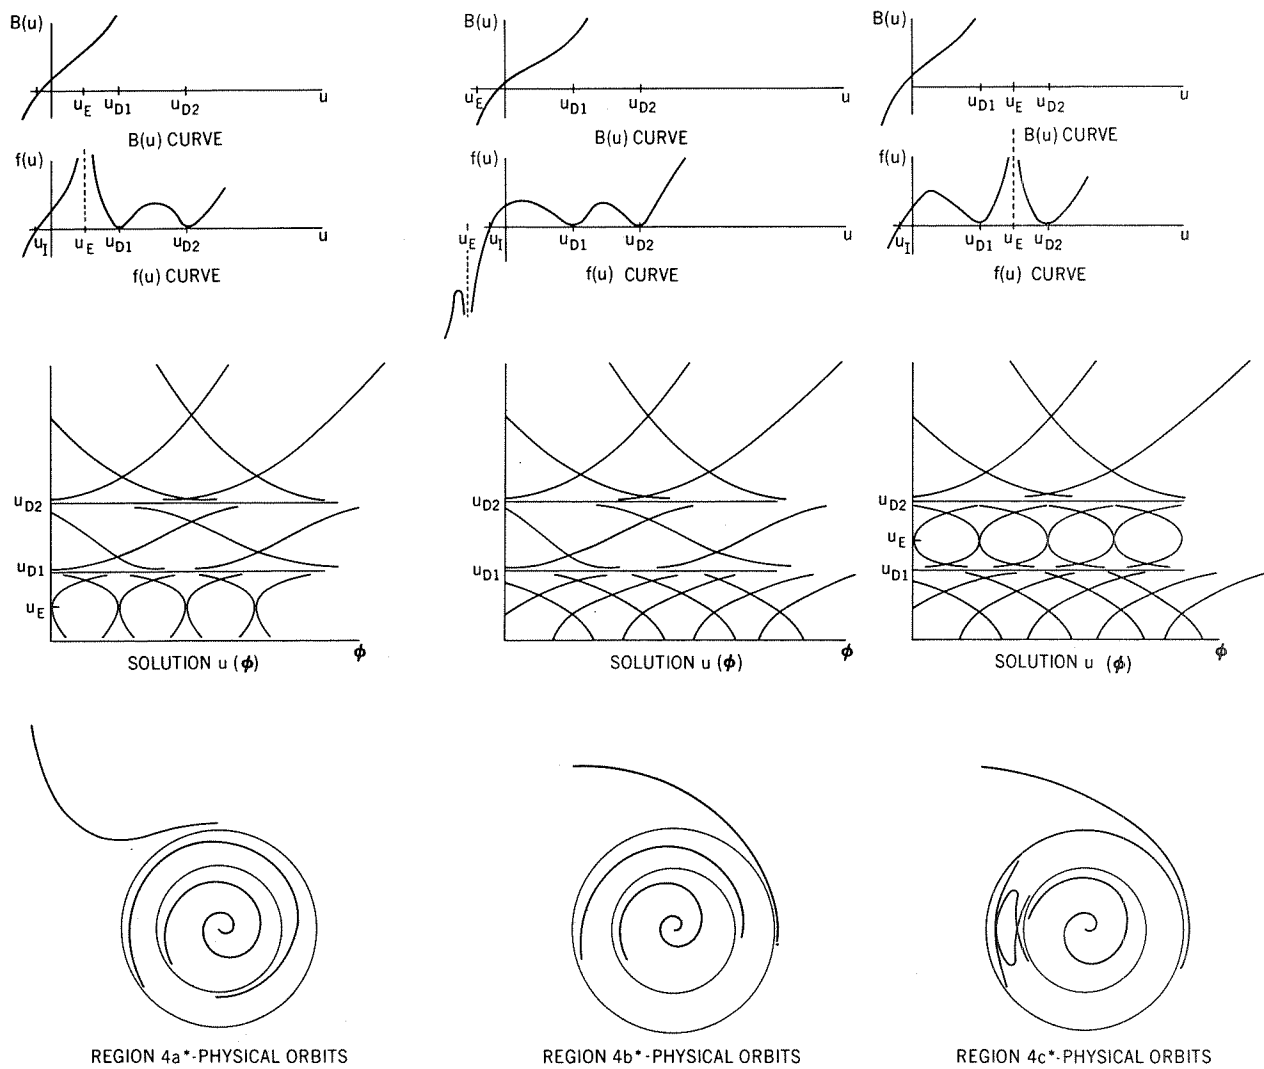 B(u)
u_E u_D1 u_D2 u
B(u) CURVE
f(u)
u_I u_E u_D1 u_D2 u
f(u) CURVE
u_D2
u_D1
u_E
ϕ
SOLUTION u (ϕ)
REGION 4a*-PHYSICAL ORBITS
B(u)
u_E u_D1 u_D2 u
B(u) CURVE
f(u)
u_E u_I u_D1 u_D2 u
f(u) CURVE
u_D2
u_D1
ϕ
SOLUTION u (ϕ)
REGION 4b*-PHYSICAL ORBITS
B(u)
u_D1 u_E u_D2 u
B(u) CURVE
f(u)
u_I u_D1 u_E u_D2 u
f(u) CURVE
u_D2
u_E
u_D1
ϕ
SOLUTION u (ϕ)
REGION 4c*-PHYSICAL ORBITS